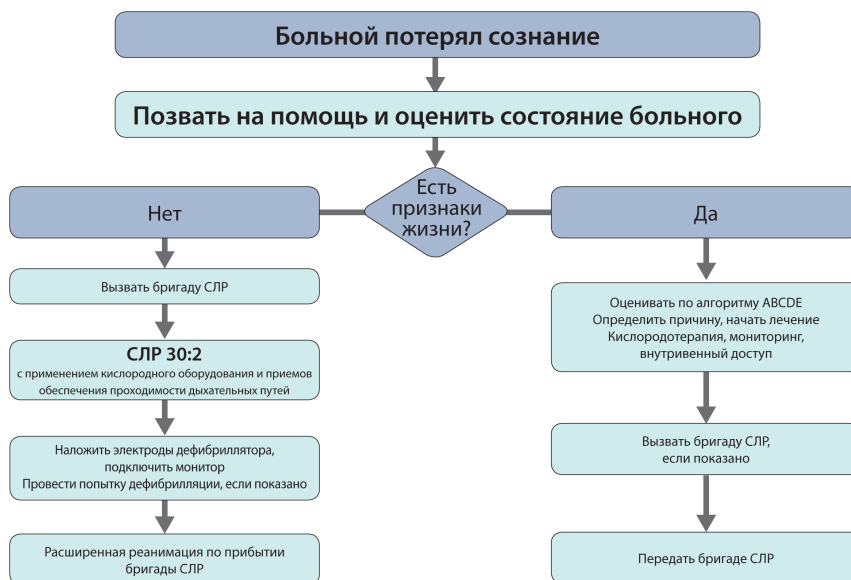 Больной потерял сознание
Позвать на помощь и оценить состояние больного
Есть
признаки
жизни?
Нет
Вызвать бригаду СЛР
СЛР 30:2
с применением кислородного оборудования и приемов
обеспечения проходимости дыхательных путей
Наложить электроды дефибриллятора,
подключить монитор
Провести попытку дефибрилляции, если показано
Расширенная реанимация по прибытии
бригады СЛР
Да
Оценивать по алгоритму ABCDE
Определить причину, начать лечение
Кислородотерапия, мониторинг,
внутривенный доступ
Вызвать бригаду СЛР,
если показано
Передать бригаде СЛР